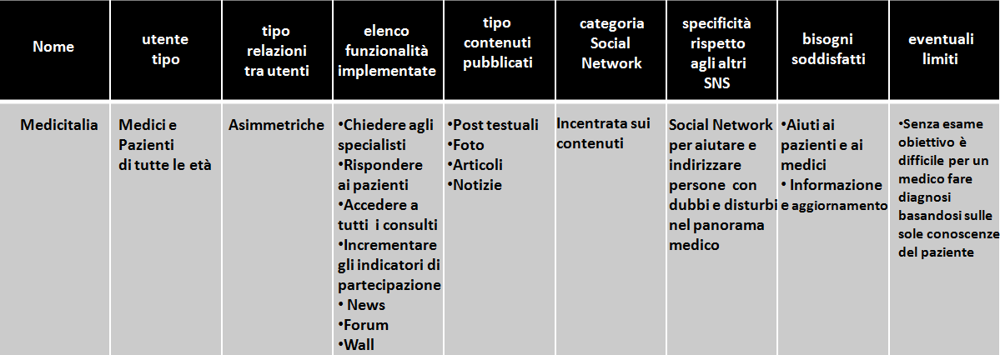 Nome
utente
tipo
tipo
relazioni
tra utenti
elenco
funzionalità
implementate
tipo
contenuti
pubblicati
categoria
Social
Network
specificità
rispetto
agli altri
SNS
bisogni
soddisfatti
eventuali
limiti
Medicitalia
Medici e
Pazienti
di tutte le età
Asimmetriche
•Chiedere agli
specialisti
•Rispondere
ai pazienti
•Accedere a
tutti i consulti
•Incrementare
gli indicatori di
partecipazione
• News
•Forum
•Wall
•Post testuali
•Foto
•Articoli
•Notizie
Incentrata sui
contenuti
Social Network
per aiutare e
indirizzare
persone con
dubbi e disturbi
nel panorama
medico
•Aiuti ai
pazienti e ai
medici
• Informazione
e aggiornamento
•Senza esame
obiettivo è
difficile per un
medico fare
diagnosi
basandosi sulle
sole conoscenze
del paziente